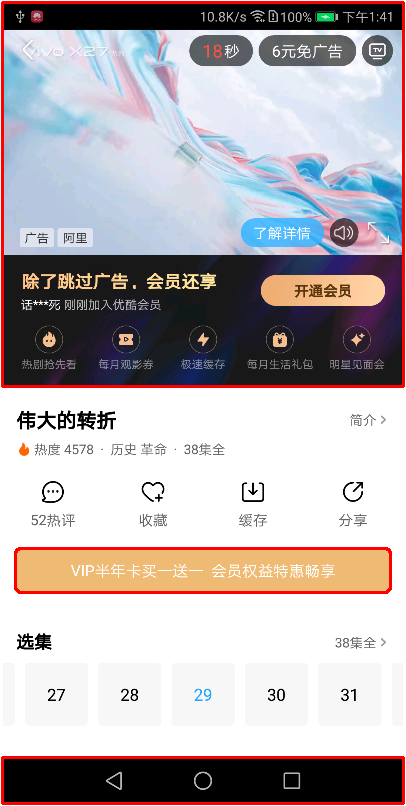 10.8K/s 100% 下午1:41
vivo X27
18秒
6元免广告
TV
广告 阿里
了解详情
除了跳过广告，会员还享
话***死 刚刚加入优酷会员
开通会员
热剧抢先看 每月观影券 极速缓存 每月生活礼包 明星见面会
伟大的转折
简介
热度 4578 · 历史 革命 · 38集全
52热评 收藏 缓存 分享
VIP半年卡买一送一 会员权益特惠畅享
选集
38集全
27 28 29 30 31